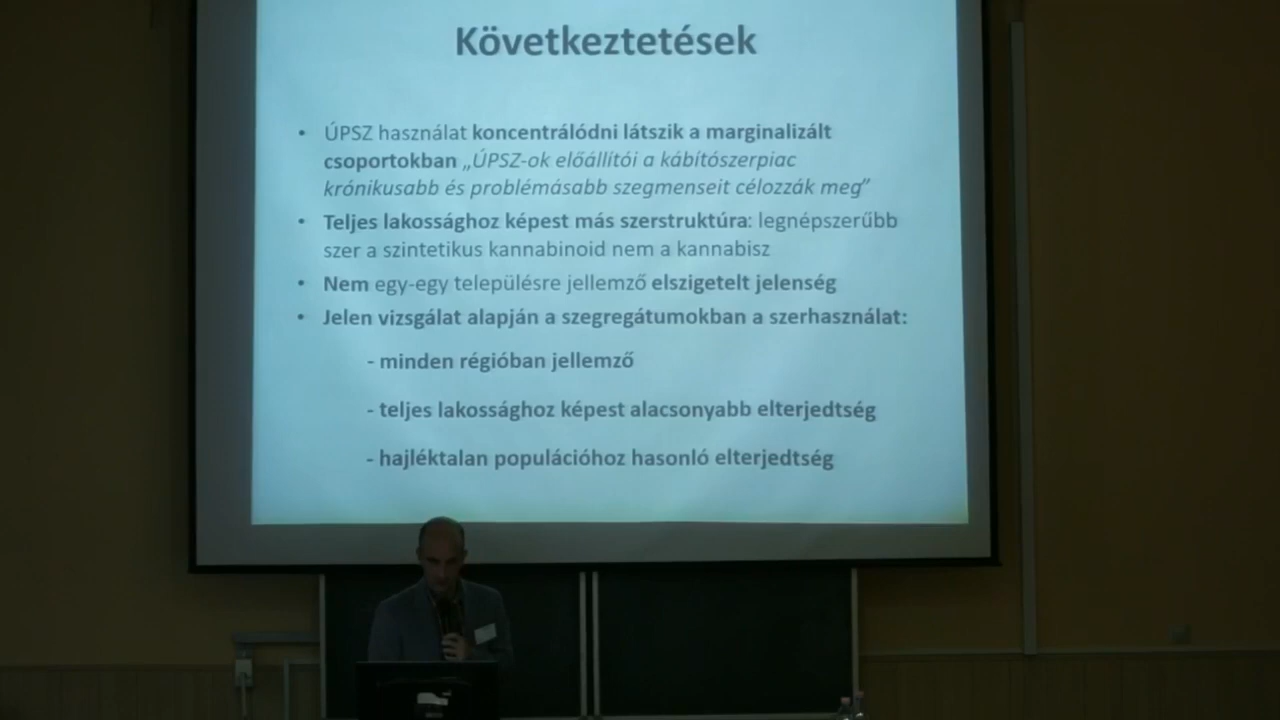 Következtetések
• ÚPSZ használat koncentrálódni látszik a marginalizált
csoportokban „ÚPSZ-ok előállítói a kábítószerpiac
krónikusabb és problémásabb szegmenseit célozzák meg”
• Teljes lakossághoz képest más szerstruktúra: legnépszerűbb
szer a szintetikus kannabinoid nem a kannabisz
• Nem egy-egy településre jellemző elszigetelt jelenség
• Jelen vizsgálat alapján a szegregátumokban a szerhasználat:
- minden régióban jellemző
- teljes lakossághoz képest alacsonyabb elterjedtség
- hajléktalan populációhoz hasonló elterjedtség